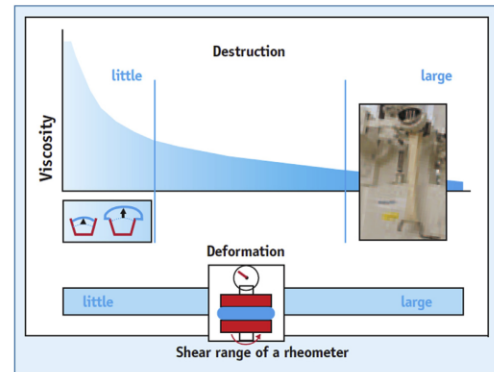 Destruction
little
large
Viscosity
Deformation
little
large
Shear range of a rheometer